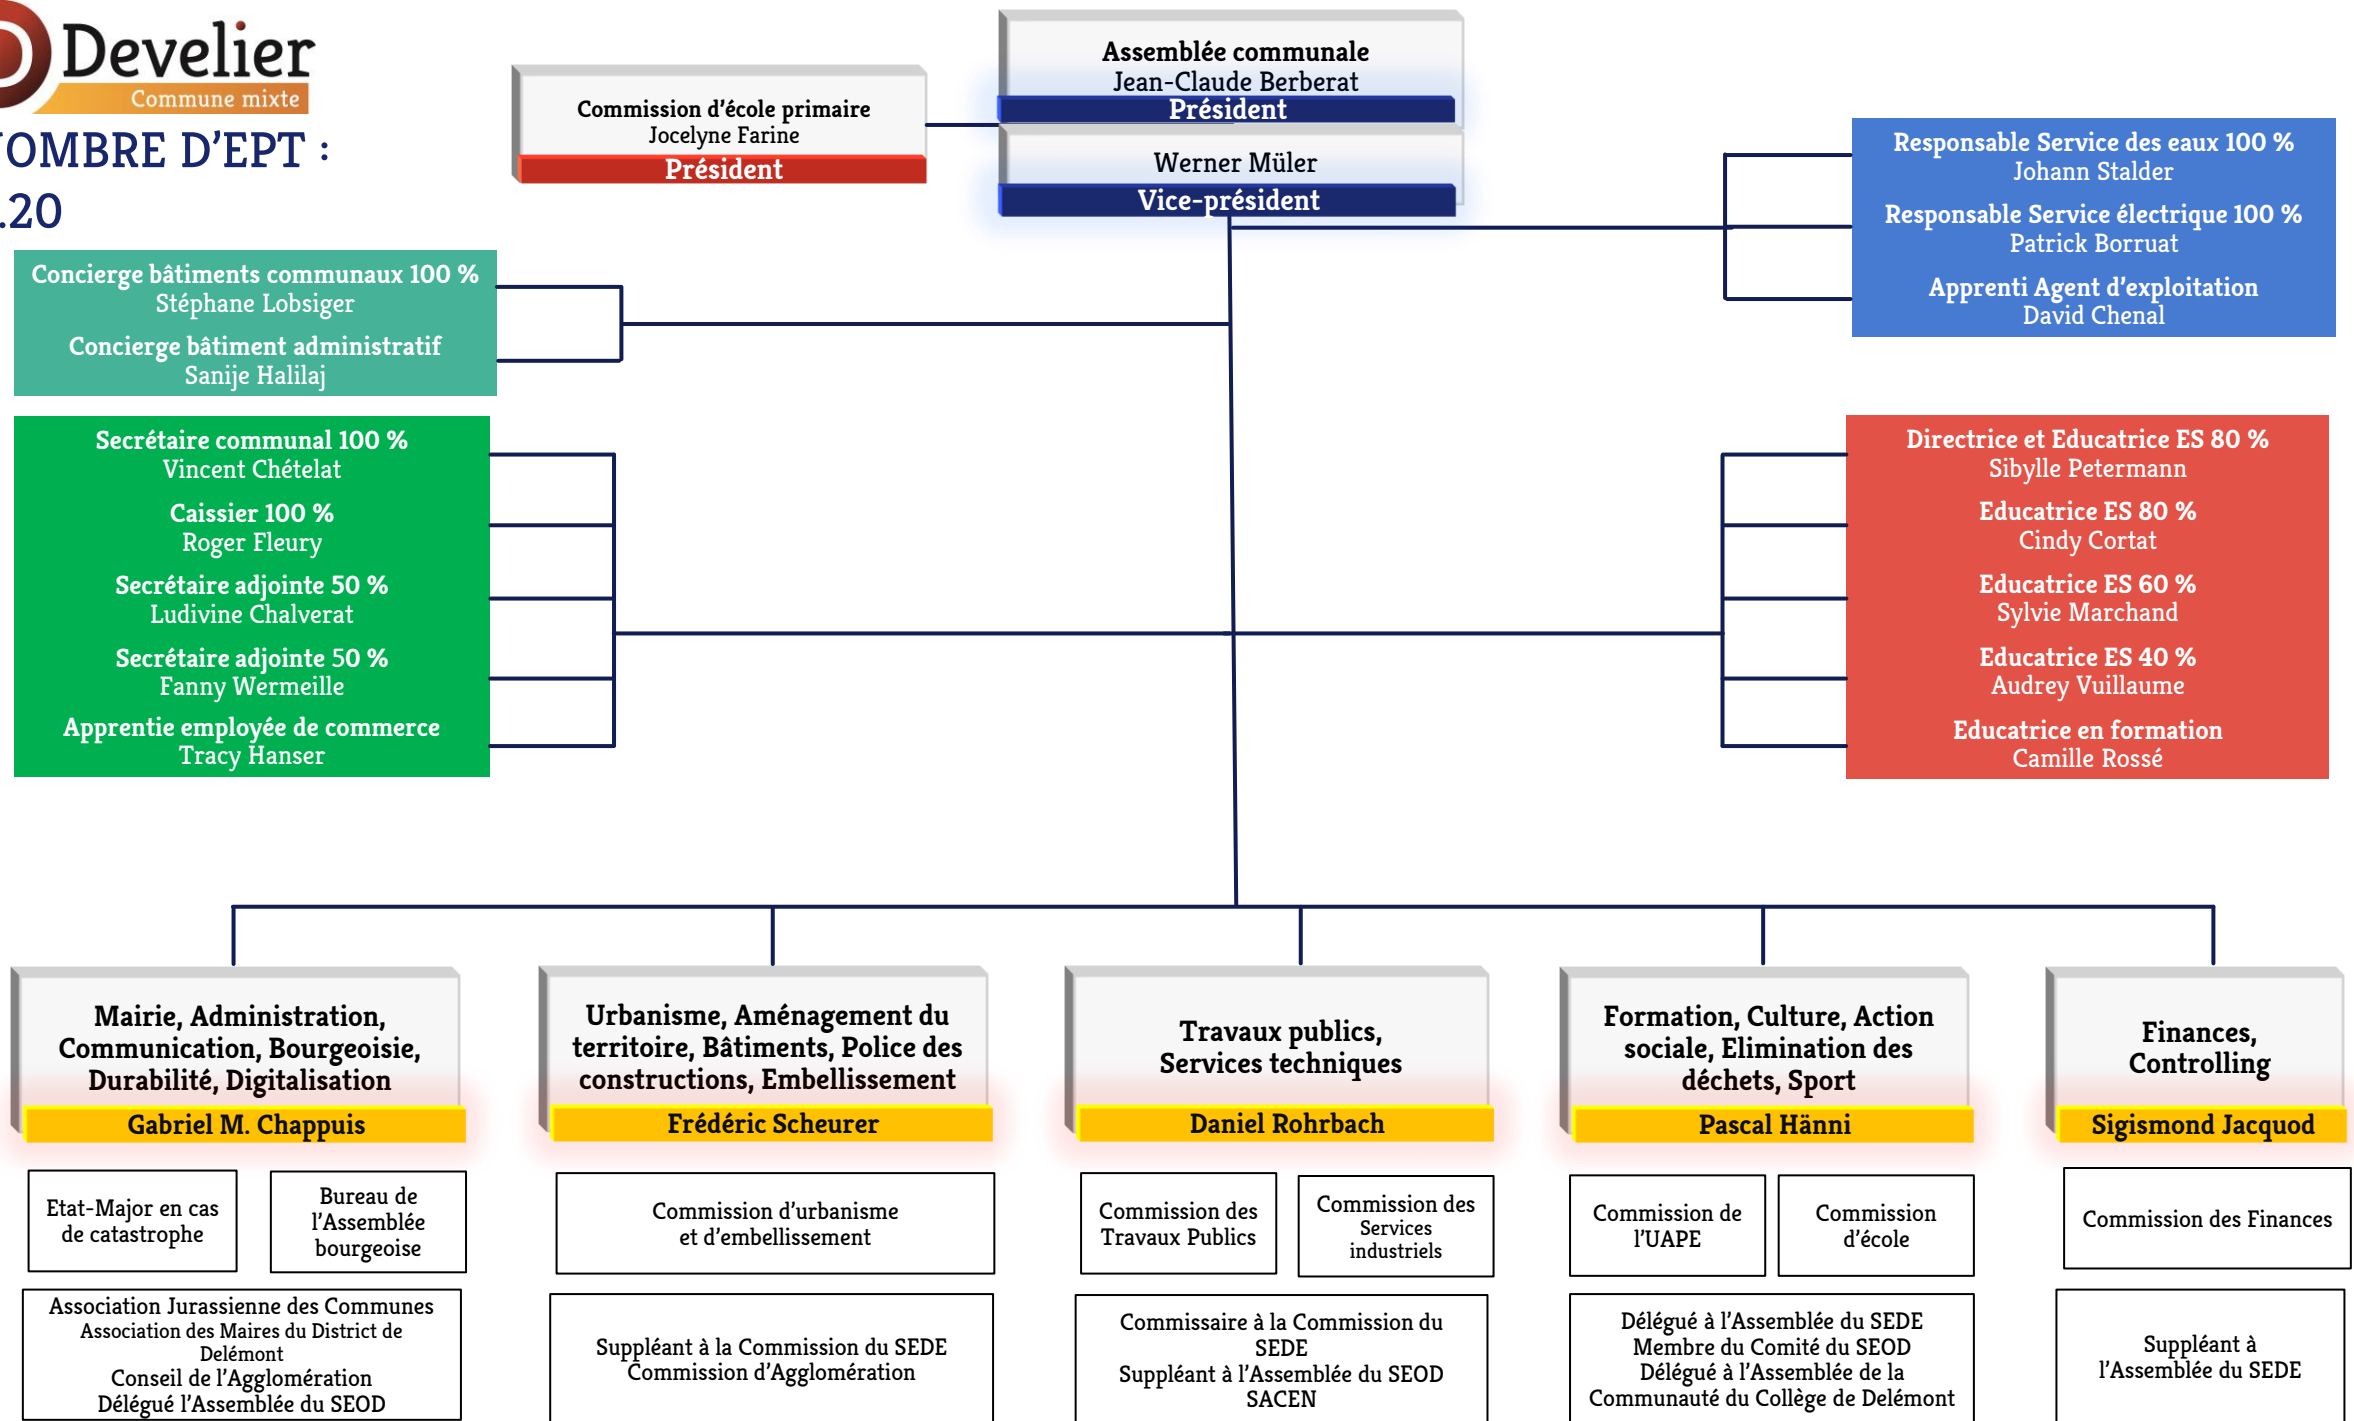 Develier
Commune mixte
OMBRE D'EPT :
.20
Assemblée communale
Jean-Claude Berberat
Président
Werner Müler
Vice-président
Commission d'école primaire
Jocelyne Farine
Président
Responsable Service des eaux 100 %
Johann Stalder
Responsable Service électrique 100 %
Patrick Borruat
Apprenti Agent d'exploitation
David Chenal
Concierge bâtiments communaux 100 %
Stéphane Lobsiger
Concierge bâtiment administratif
Sanije Halilaj
Secrétaire communal 100 %
Vincent Chételat
Caissier 100 %
Roger Fleury
Secrétaire adjointe 50 %
Ludivine Chalverat
Secrétaire adjointe 50 %
Fanny Wermeille
Apprentie employée de commerce
Tracy Hanser
Directrice et Educatrice ES 80 %
Sibylle Petermann
Educatrice ES 80 %
Cindy Cortat
Educatrice ES 60 %
Sylvie Marchand
Educatrice ES 40 %
Audrey Vuillaume
Educatrice en formation
Camille Rossé
Mairie, Administration,
Communication, Bourgeoisie,
Durabilité, Digitalisation
Gabriel M. Chappuis
Etat-Major en cas
de catastrophe
Bureau de
l'Assemblée
bourgeoise
Association Jurassienne des Communes
Association des Maires du District de
Delémont
Conseil de l'Agglomération
Délégué l'Assemblée du SEOD
Urbanisme, Aménagement du
territoire, Bâtiments, Police des
constructions, Embellissement
Frédéric Scheurer
Commission d'urbanisme
et d'embellissement
Suppléant à la Commission du SEDE
Commission d'Agglomération
Travaux publics,
Services techniques
Daniel Rohrbach
Commission des
Travaux Publics
Commission des
Services
industriels
Commissaire à la Commission du
SEDE
Suppléant à l'Assemblée du SEOD
SACEN
Formation, Culture, Action
sociale, Elimination des
déchets, Sport
Pascal Hänni
Commission de
l'UAPE
Commission
d'école
Délégué à l'Assemblée du SEDE
Membre du Comité du SEOD
Délégué à l'Assemblée de la
Communauté du Collège de Delémont
Finances,
Controlling
Sigismond Jacquod
Commission des Finances
Suppléant à
l'Assemblée du SEDE